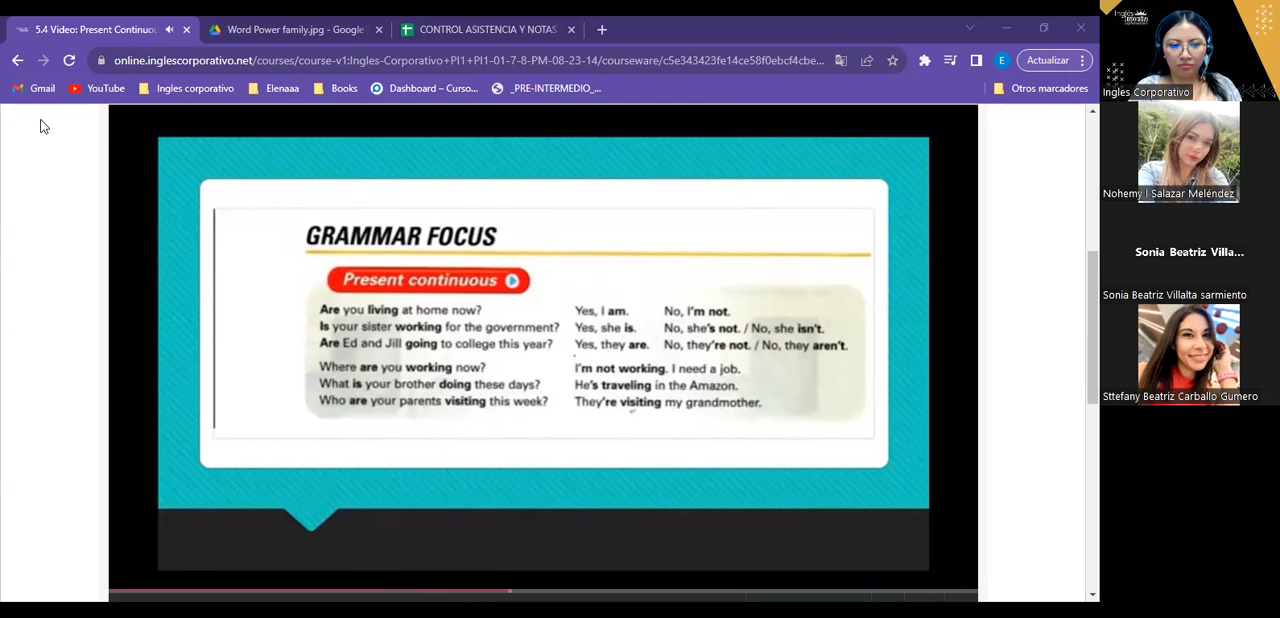 5.4 Video: Present Continuou
Word Power family.jpg - Google
CONTROL ASISTENCIA Y NOTAS
online.inglescorporativo.net/courses/course-v1:Ingles-Corporativo+PI1+PI1-01-7-8-PM-08-23-14/courseware/c5e343423fe14ce58f0ebcf4cbe...
E
Actualizar
Gmail
YouTube
Ingles corporativo
Elenaaa
Books
Dashboard – Curso...
_PRE-INTERMEDIO_...
Otros marcadores
GRAMMAR FOCUS
Present continuous
Are you living at home now? Yes, I am. No, I'm not.
Is your sister working for the government? Yes, she is. No, she's not. / No, she isn't.
Are Ed and Jill going to college this year? Yes, they are. No, they're not. / No, they aren't.
Where are you working now? I'm not working. I need a job.
What is your brother doing these days? He's traveling in the Amazon.
Who are your parents visiting this week? They're visiting my grandmother.
Inglés
Corporativo
Ingles Corporativo
Nohemy I Salazar Meléndez
Sonia Beatriz Villa...
Sonia Beatriz Villalta sarmiento
Sttefany Beatriz Carballo Gumero